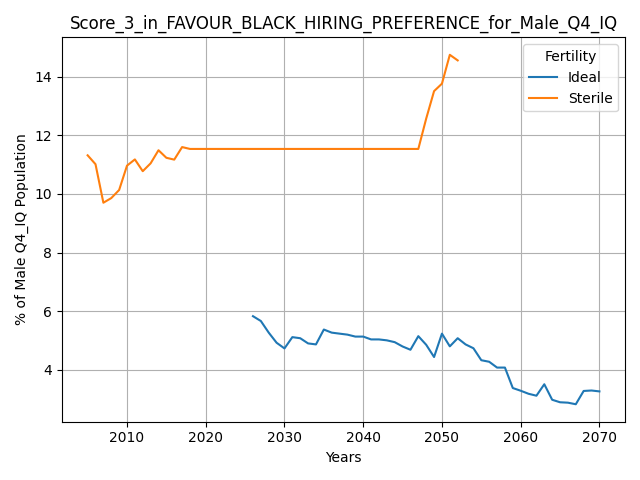 Score_3_in_FAVOUR_BLACK_HIRING_PREFERENCE_for_Male_Q4_IQ
Fertility
Ideal
Sterile
% of Male Q4_IQ Population
14
12
10
8
6
4
2010 2020 2030 2040 2050 2060 2070
Years